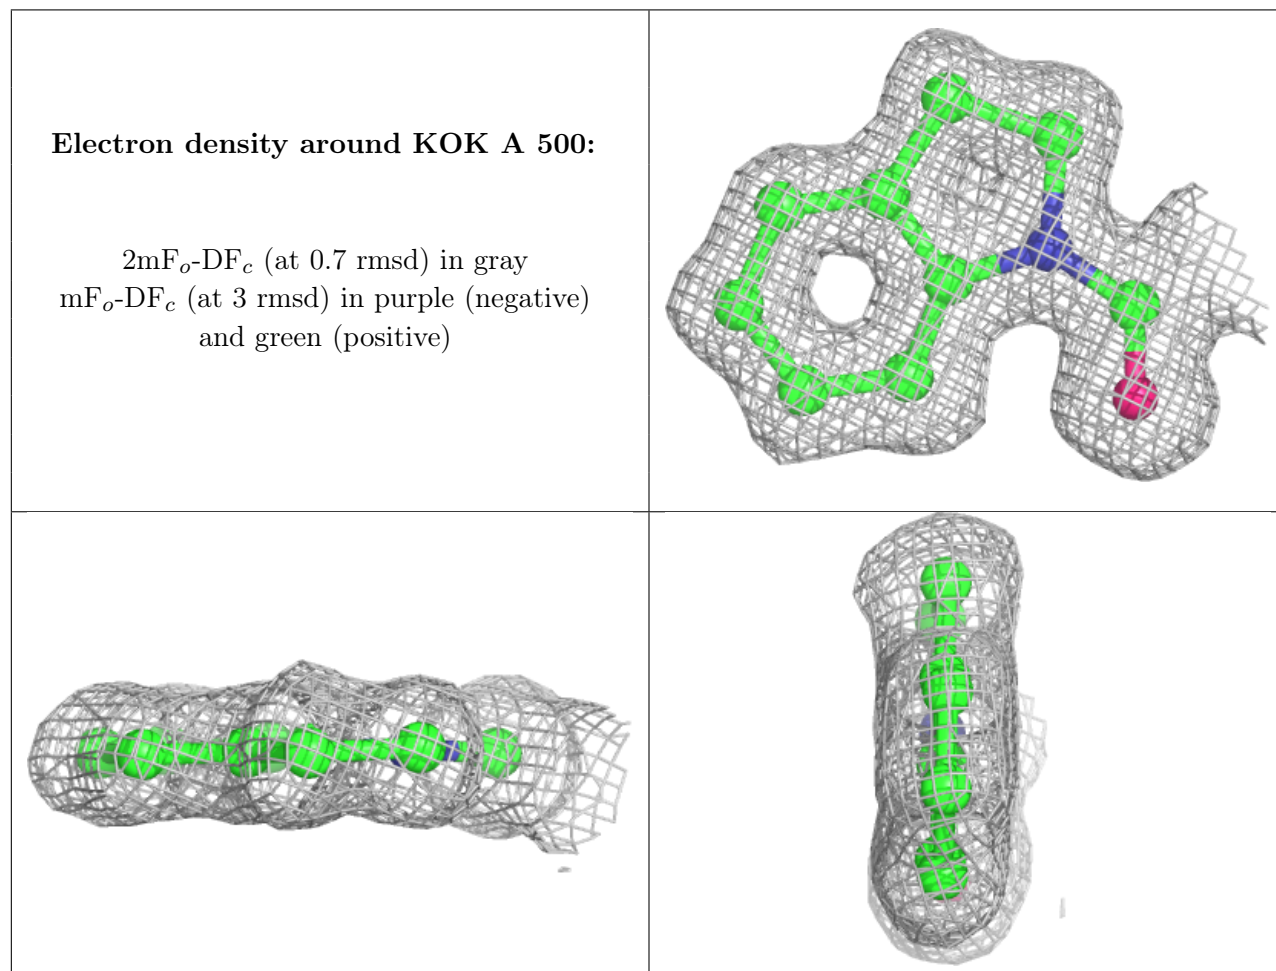 Electron density around KOK A 500:
2mFo-DFc (at 0.7 rmsd) in gray
mFo-DFc (at 3 rmsd) in purple (negative)
and green (positive)